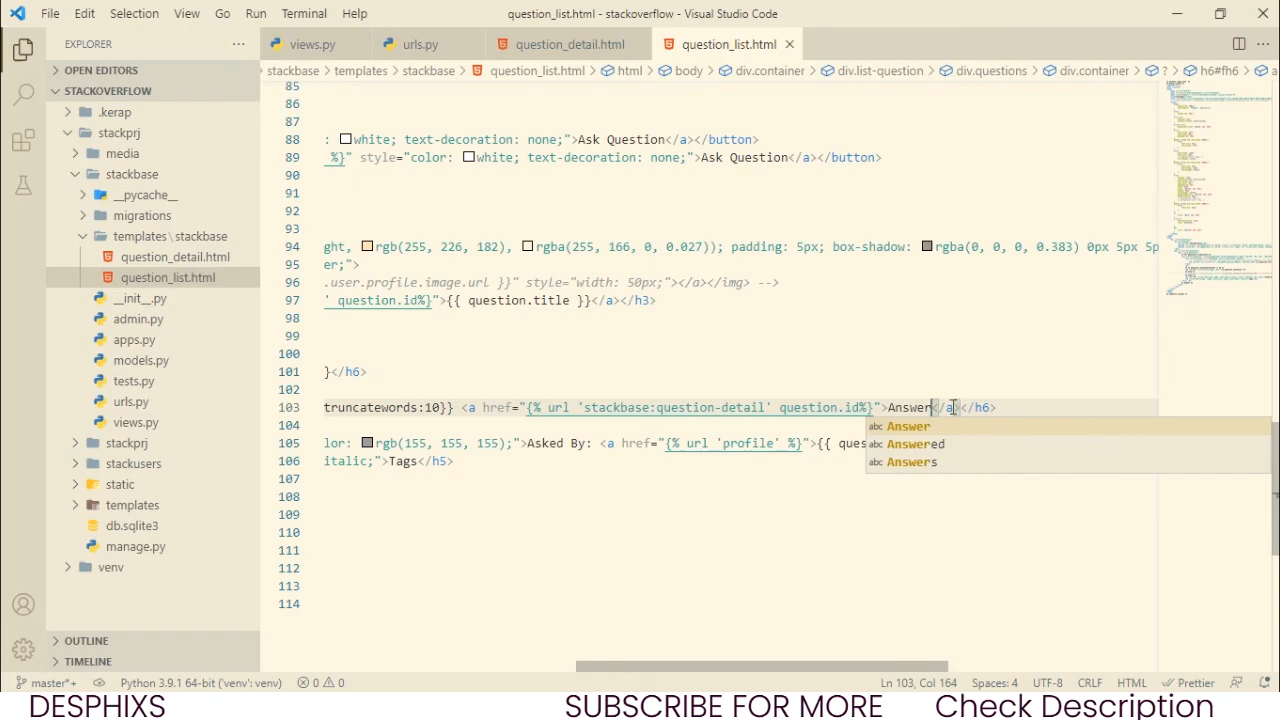 File Edit Selection View Go Run Terminal Help question_list.html - stackoverflow - Visual Studio Code
EXPLORER
views.py urls.py question_detail.html question_list.html
stackbase > templates > stackbase > question_list.html > html > body > div.container > div.list-question > div.questions > div.container > ? > h6#fh6 > a
OPEN EDITORS
STACKOVERFLOW
.kerap
stackprj
media
stackbase
__pycache__
migrations
templates \ stackbase
question_detail.html
question_list.html
__init__.py
admin.py
apps.py
models.py
tests.py
urls.py
views.py
stackprj
stackusers
static
templates
db.sqlite3
manage.py
venv
OUTLINE
TIMELINE
85
86
87
88 : white; text-decoration: none;">Ask Question</a></button>
89 %}" style="color: white; text-decoration: none;">Ask Question</a></button>
90
91
92
93
94 ght, rgb(255, 226, 182), rgba(255, 166, 0, 0.027)); padding: 5px; box-shadow: rgba(0, 0, 0, 0.383) 0px 5px 5p
95 er;">
96 .user.profile.image.url }}" style="width: 50px;"></a></img> -->
97 ' question.id%}">{{ question.title }}</a></h3>
98
99
100
101 }</h6>
102
103 truncatewords:10}} <a href="{% url 'stackbase:question-detail' question.id%}">Answer</a></h6>
104
105 lor: rgb(155, 155, 155);">Asked By: <a href="{% url 'profile' %}">{{ ques
106 italic;">Tags</h5>
107
108
109
110
111
112
113
114
abc Answer
abc Answered
abc Answers
master*+ Python 3.9.1 64-bit ('venv': venv) 0 0 Ln 103, Col 164 Spaces: 4 UTF-8 CRLF HTML Prettier
DESPHIXS SUBSCRIBE FOR MORE Check Description